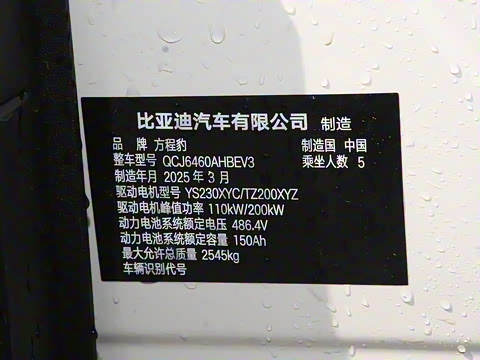 比亚迪汽车有限公司 制造
品 牌 方程豹 制造国 中国
整车型号 QCJ6460AHBEV3 乘坐人数 5
制造年月 2025 年 3 月
驱动电机型号 YS230XYC/TZ200XYZ
驱动电机峰值功率 110kW/200kW
动力电池系统额定电压 486.4V
动力电池系统额定容量 150Ah
最大允许总质量 2545kg
车辆识别代号